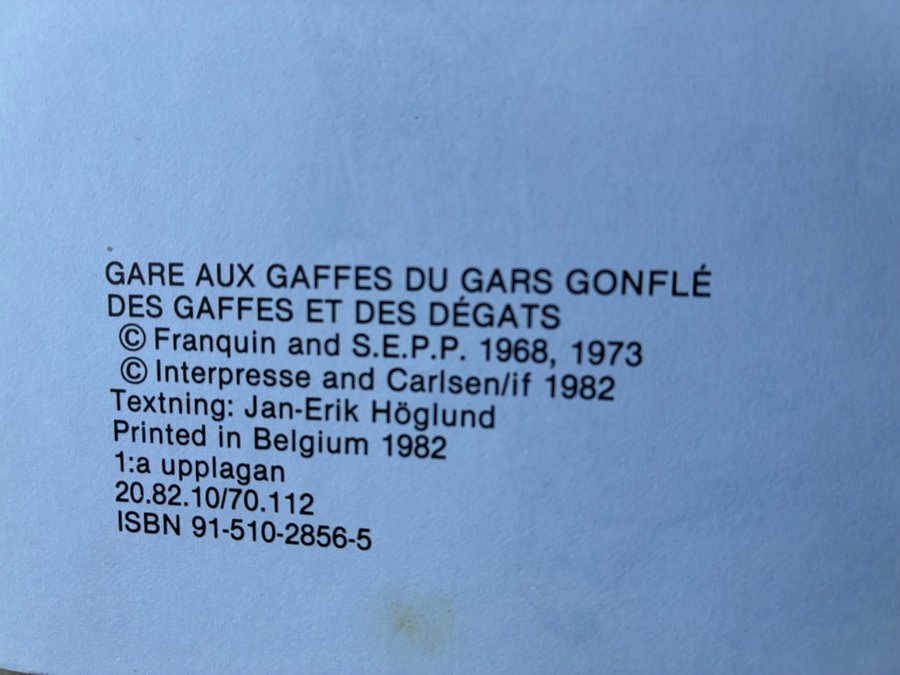 GARE AUX GAFFES DU GARS GONFLÉ
DES GAFFES ET DES DÉGATS
© Franquin and S.E.P.P. 1968, 1973
© Interpresse and Carlsen/if 1982
Textning: Jan-Erik Höglund
Printed in Belgium 1982
1:a upplagan
20.82.10/70.112
ISBN 91-510-2856-5